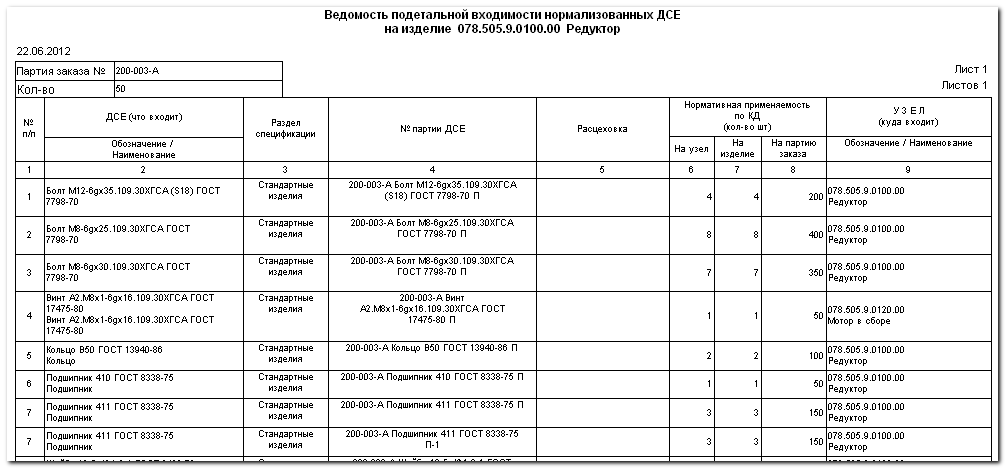 Ведомость подетальной входимости нормализованных ДСЕ
на изделие 078.505.9.0100.00 Редуктор
22.06.2012
Партия заказа № 200-003-А
Лист 1
Кол-во 50
Листов 1
№ п/п
ДСЕ (что входит)
Обозначение /
Наименование
Раздел
спецификации
№ партии ДСЕ
Расцеховка
Нормативная применяемость
по КД
(кол-во шт)
На узел
На
изделие
На партию
заказа
У З Е Л
(куда входит)
Обозначение / Наименование
1 2 3 4 5 6 7 8 9
1
Болт М12-6gх35.109.30ХГСА (S18) ГОСТ
7798-70
Стандартные
изделия
200-003-А Болт М12-6gх35.109.30ХГСА
(S18) ГОСТ 7798-70 П
4 4 200
078.505.9.0100.00
Редуктор
2
Болт М8-6gх25.109.30ХГСА ГОСТ
7798-70
Стандартные
изделия
200-003-А Болт М8-6gх25.109.30ХГСА
ГОСТ 7798-70 П
8 8 400
078.505.9.0100.00
Редуктор
3
Болт М8-6gх30.109.30ХГСА ГОСТ
7798-70
Стандартные
изделия
200-003-А Болт М8-6gх30.109.30ХГСА
ГОСТ 7798-70 П
7 7 350
078.505.9.0100.00
Редуктор
4
Винт А2.М8х1-6gх16.109.30ХГСА ГОСТ
17475-80
Винт А2.М8х1-6gх16.109.30ХГСА ГОСТ
17475-80
Стандартные
изделия
200-003-А Винт
А2.М8х1-6gх16.109.30ХГСА ГОСТ
17475-80 П
1 1 50
078.505.9.0120.00
Мотор в сборе
5
Кольцо В50 ГОСТ 13940-86
Кольцо
Стандартные
изделия
200-003-А Кольцо В50 ГОСТ 13940-86 П
2 2 100
078.505.9.0100.00
Редуктор
6
Подшипник 410 ГОСТ 8338-75
Подшипник
Стандартные
изделия
200-003-А Подшипник 410 ГОСТ 8338-75 П
1 1 50
078.505.9.0100.00
Редуктор
7
Подшипник 411 ГОСТ 8338-75
Подшипник
Стандартные
изделия
200-003-А Подшипник 411 ГОСТ 8338-75 П
3 3 150
078.505.9.0100.00
Редуктор
7
Подшипник 411 ГОСТ 8338-75
Подшипник
Стандартные
изделия
200-003-А Подшипник 411 ГОСТ 8338-75
П-1
3 3 150
078.505.9.0100.00
Редуктор